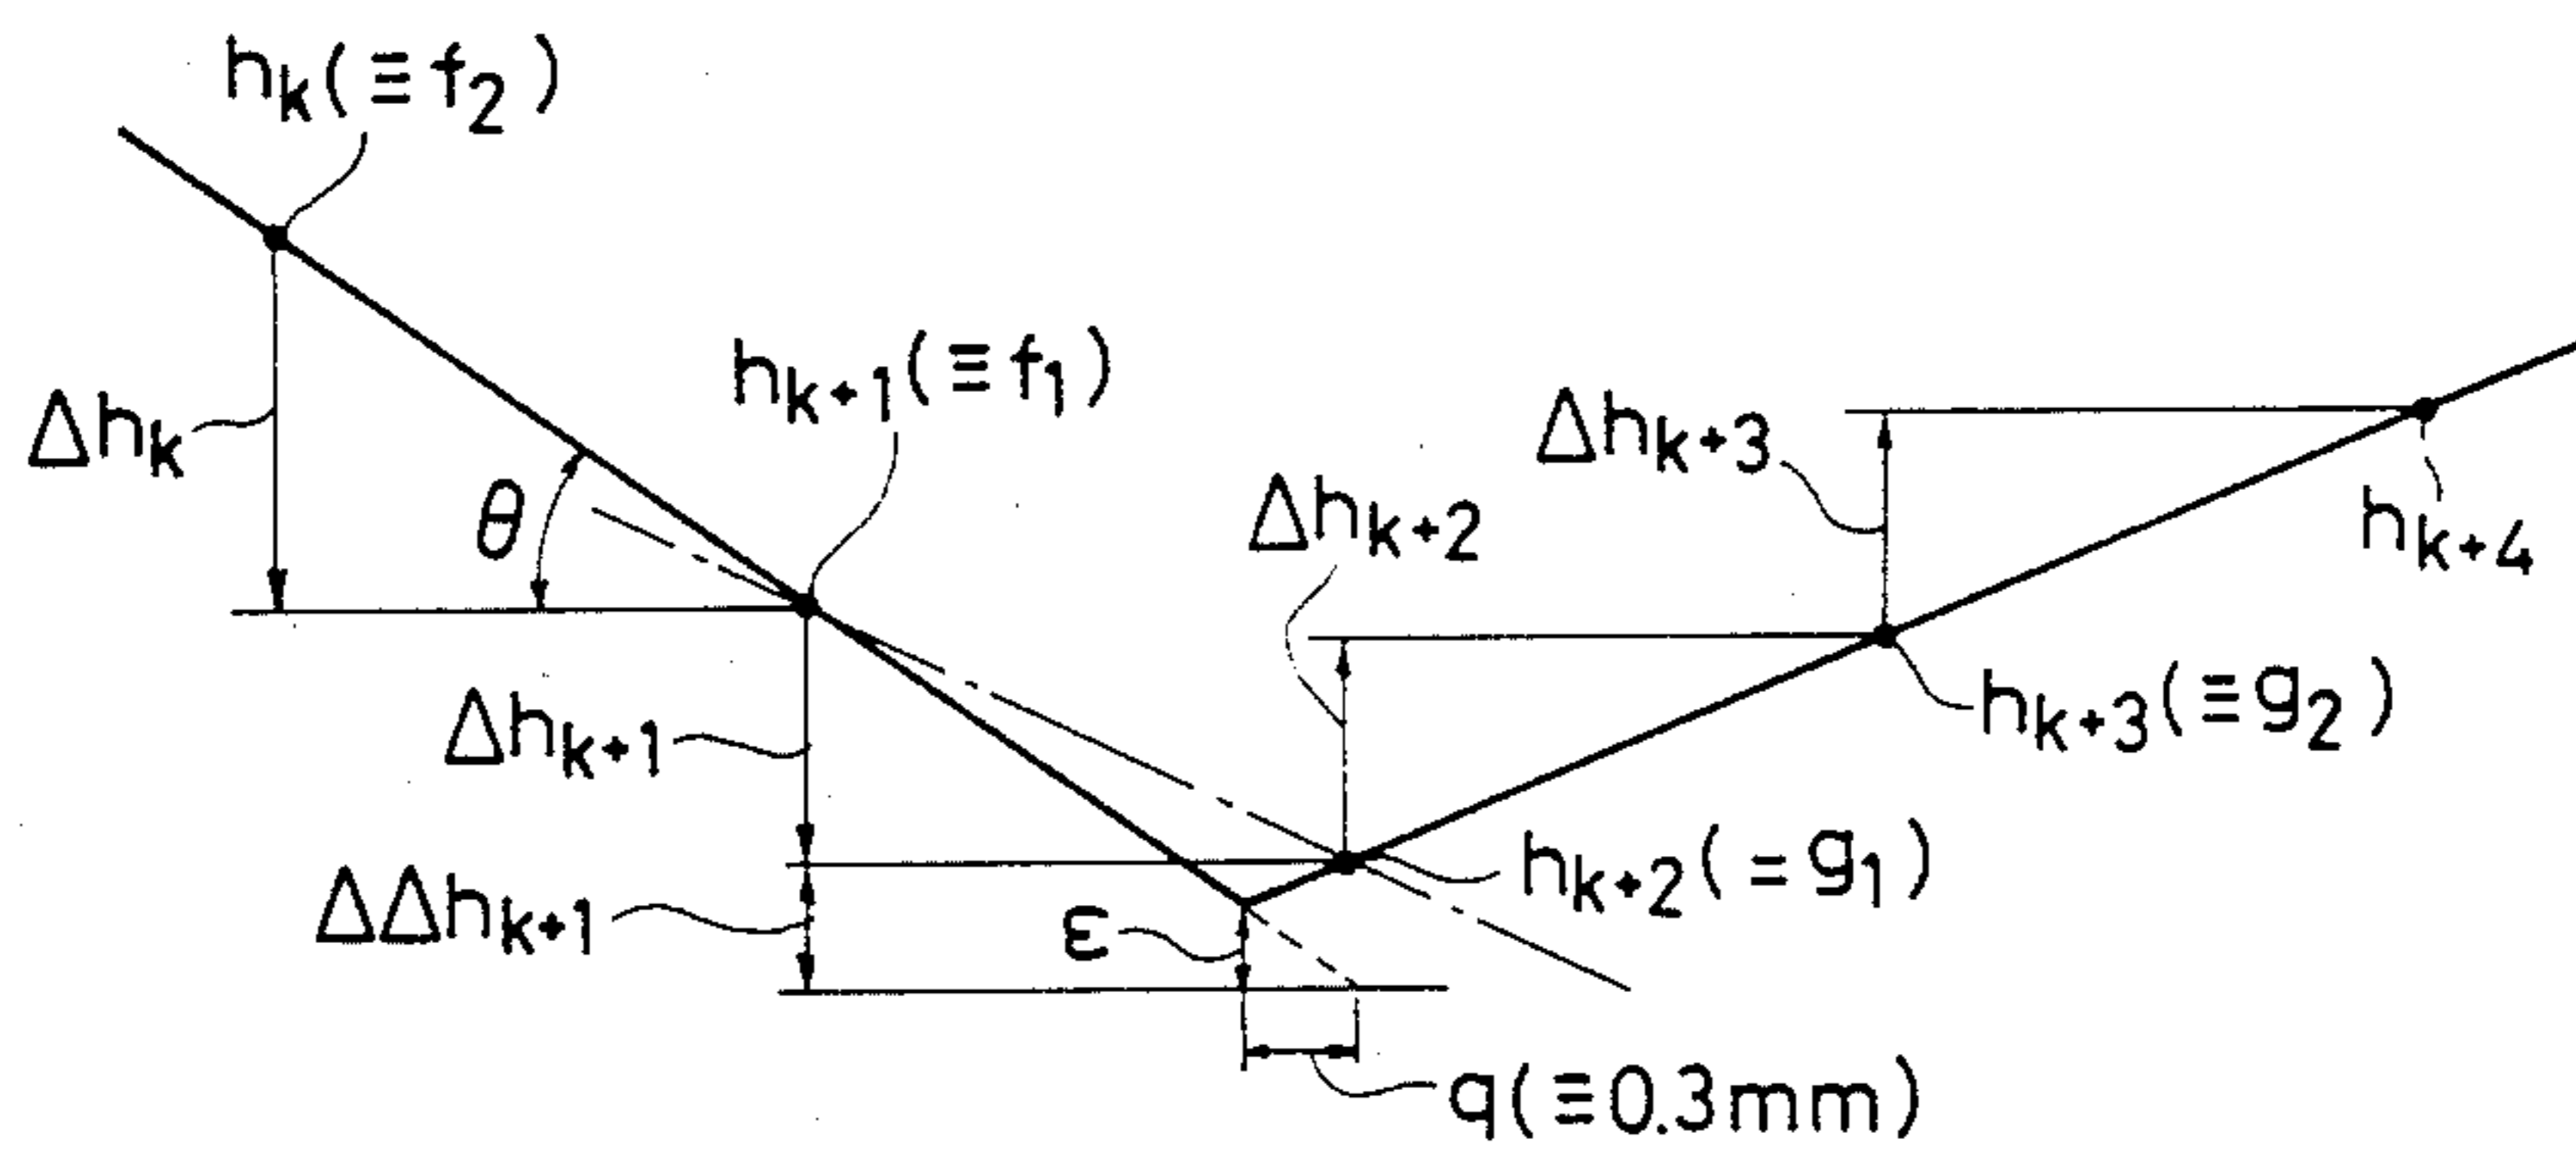 hk(≡f2)
Δhk
θ
hk+1(≡f1)
Δhk+3
Δhk+2
hk+4
Δhk+1
hk+3(≡g2)
hk+2(≡g1)
ΔΔhk+1
ε
q(≡0.3mm)